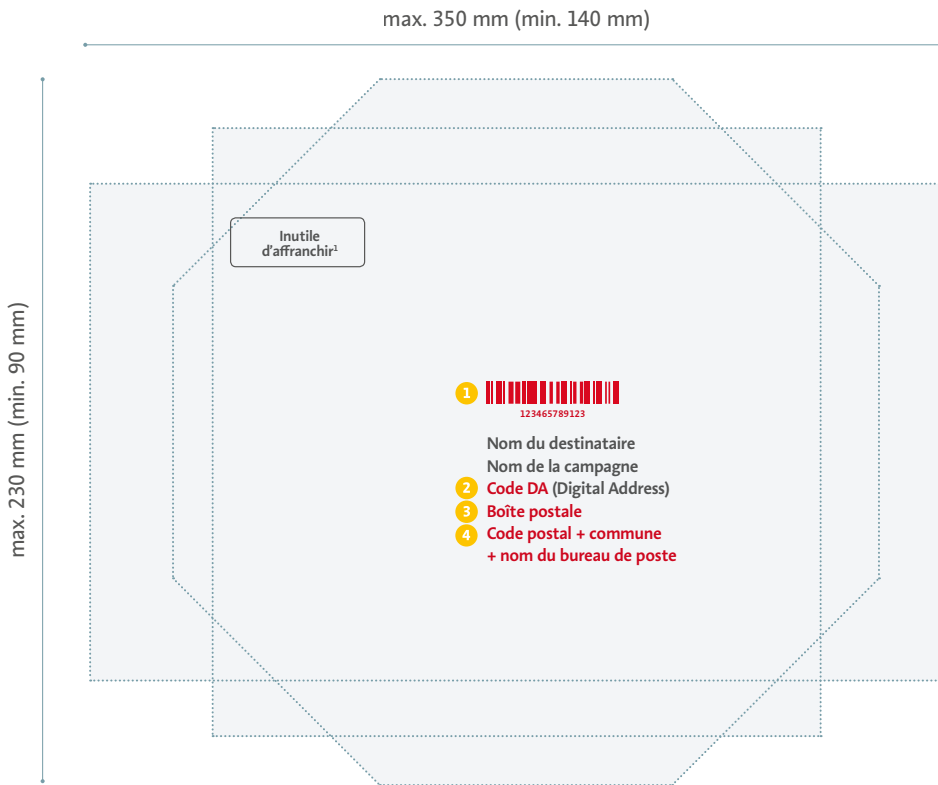 max. 350 mm (min. 140 mm)
max. 230 mm (min. 90 mm)
Inutile
d'affranchir¹
1
123465789123
Nom du destinataire
Nom de la campagne
2 Code DA (Digital Address)
3 Boîte postale
4 Code postal + commune
+ nom du bureau de poste